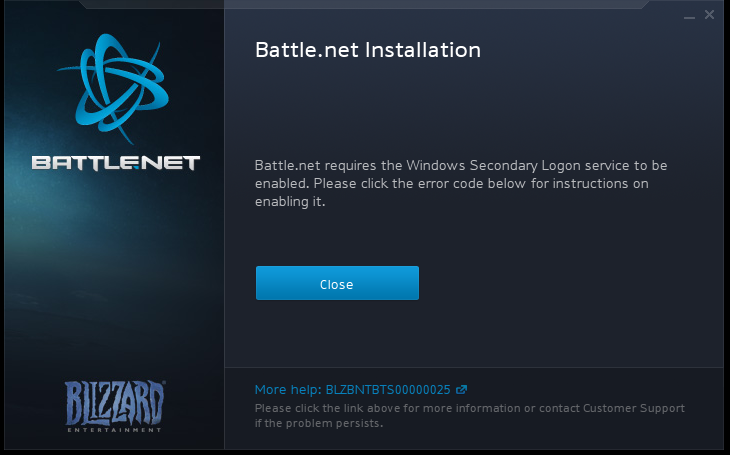 Battle.net Installation
BATTLE.NET
Battle.net requires the Windows Secondary Logon service to be
enabled. Please click the error code below for instructions on
enabling it.
Close
BLIZZARD
ENTERTAINMENT
More help: BLZBNTBTS00000025
Please click the link above for more information or contact Customer Support
if the problem persists.